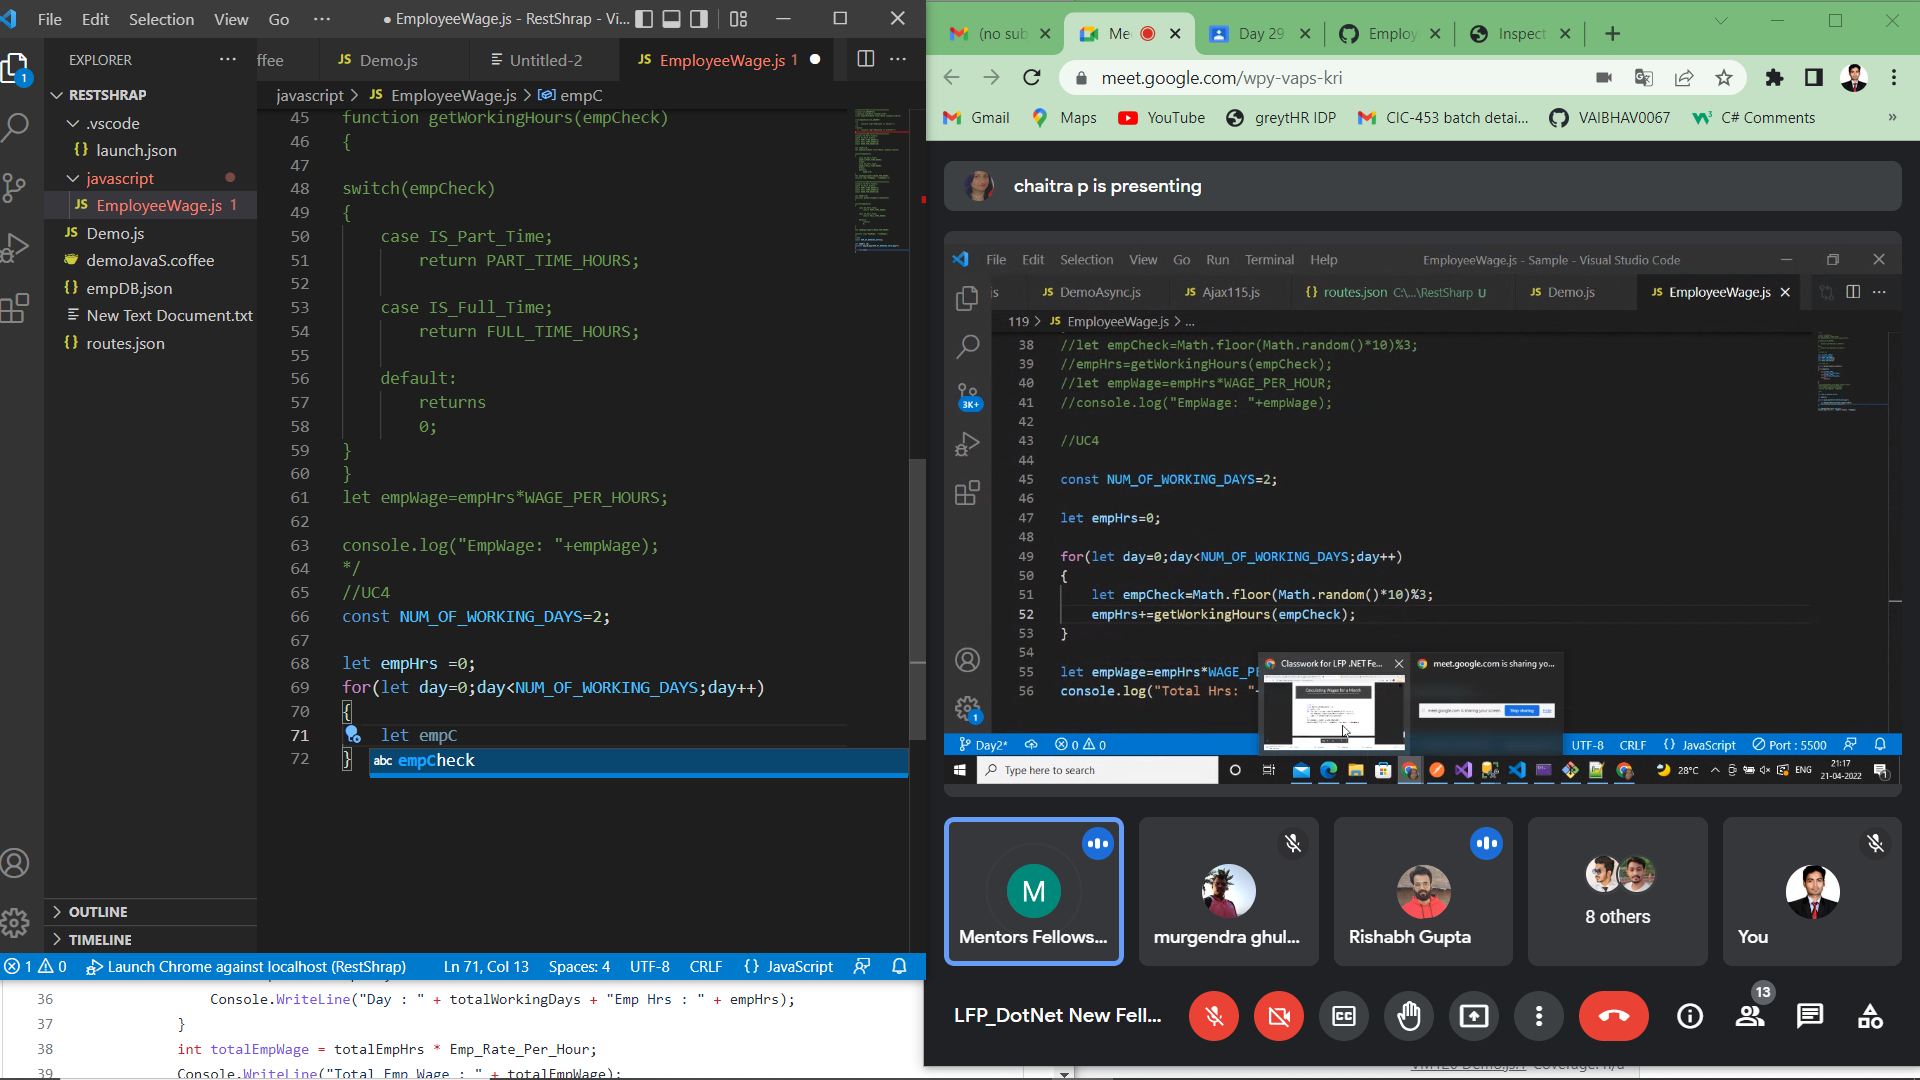 File Edit Selection View Go ··· ● EmployeeWage.js - RestShrap - Vi...
EXPLORER ···
ffee JS Demo.js Untitled-2 JS EmployeeWage.js 1 ● ···
RESTSHRAP
.vscode
{} launch.json
javascript
JS EmployeeWage.js 1
JS Demo.js
demoJavaS.coffee
{} empDB.json
New Text Document.txt
{} routes.json
OUTLINE
TIMELINE
javascript > JS EmployeeWage.js > empC
45 function getWorkingHours(empCheck)
46 {
47
48 switch(empCheck)
49 {
50 case IS_Part_Time;
51 return PART_TIME_HOURS;
52
53 case IS_Full_Time;
54 return FULL_TIME_HOURS;
55
56 default:
57 returns
58 0;
59 }
60 }
61 let empWage=empHrs*WAGE_PER_HOURS;
62
63 console.log("EmpWage: "+empWage);
64 */
65 //UC4
66 const NUM_OF_WORKING_DAYS=2;
67
68 let empHrs =0;
69 for(let day=0;day<NUM_OF_WORKING_DAYS;day++)
70 {
71 let empC
72 }
abc empCheck
1 0 Launch Chrome against localhost (RestShrap) Ln 71, Col 13 Spaces: 4 UTF-8 CRLF {} JavaScript
36 Console.WriteLine("Day : " + totalWorkingDays + "Emp Hrs : " + empHrs);
37 }
38 int totalEmpWage = totalEmpHrs * Emp_Rate_Per_Hour;
39 Console.WriteLine("Total Emp Wage : " + totalEmpWage);
(no sub Me Day 29 Employ Inspect
meet.google.com/wpy-vaps-kri
Gmail Maps YouTube greytHR IDP CIC-453 batch detai... VAIBHAV0067 C# Comments »
chaitra p is presenting
File Edit Selection View Go Run Terminal Help EmployeeWage.js - Sample - Visual Studio Code
js JS DemoAsync.js JS Ajax115.js {} routes.json C:\...\RestSharp U JS Demo.js JS EmployeeWage.js ···
119 > JS EmployeeWage.js > ...
3K+
38 //let empCheck=Math.floor(Math.random()*10)%3;
39 //empHrs=getWorkingHours(empCheck);
40 //let empWage=empHrs*WAGE_PER_HOUR;
41 //console.log("EmpWage: "+empWage);
42
43 //UC4
44
45 const NUM_OF_WORKING_DAYS=2;
46
47 let empHrs=0;
48
49 for(let day=0;day<NUM_OF_WORKING_DAYS;day++)
50 {
51 let empCheck=Math.floor(Math.random()*10)%3;
52 empHrs+=getWorkingHours(empCheck);
53 }
54
55 let empWage=empHrs*WAGE_P
56 console.log("Total Hrs: "
Classwork for LFP .NET Fe... meet.google.com is sharing yo...
Calculating Wages for a Month
meet.google.com is sharing your screen Stop sharing
Day2* 0 0 UTF-8 CRLF {} JavaScript Port : 5500
Type here to search 28°C ENG 21:17
21-04-2022
M
Mentors Fellows... murgendra ghul... Rishabh Gupta 8 others You
LFP_DotNet New Fell... 13